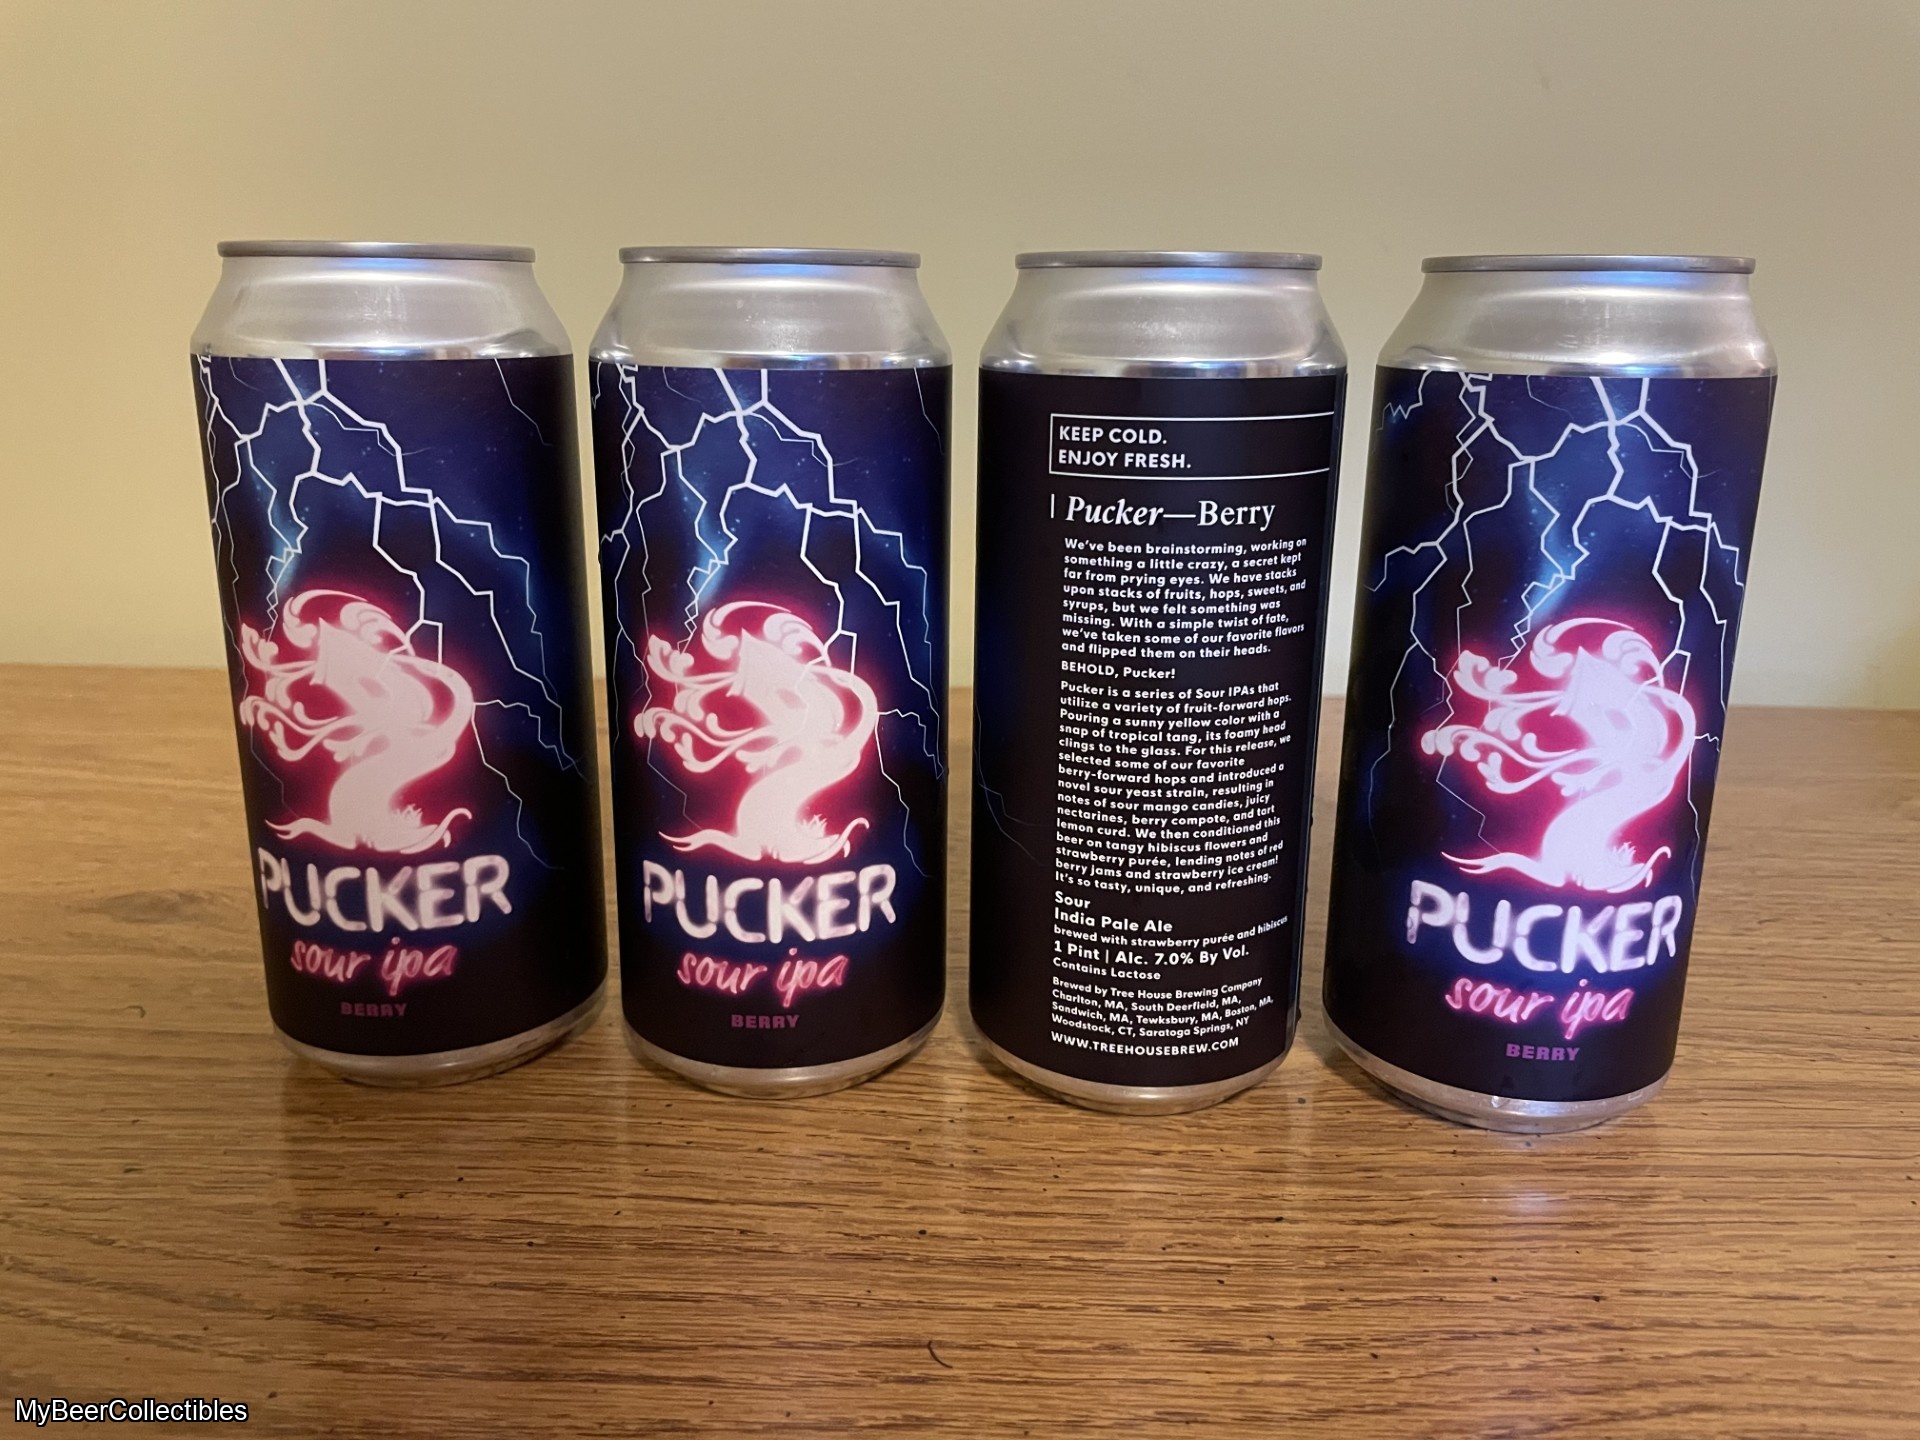 PUCKER
sour ipa
BERRY
PUCKER
sour ipa
BERRY
KEEP COLD.
ENJOY FRESH.
Pucker—Berry
We've been brainstorming, working on
something a little crazy, a secret kept
far from prying eyes. We have stacks
upon stacks of fruits, hops, sweets, and
syrups, but we felt something was
missing. With a simple twist of fate,
we've taken some of our favorite flavors
and flipped them on their heads.
BEHOLD, Pucker!
Pucker is a series of Sour IPAs that
utilize a variety of fruit-forward hops.
Pouring a sunny yellow color with a
snap of tropical tang, its foamy head
clings to the glass. For this release, we
selected some of our favorite
berry-forward hops and introduced a
novel sour yeast strain, resulting in
notes of sour mango candies, juicy
nectarines, berry compote, and tart
lemon curd. We then conditioned this
beer on tangy hibiscus flowers and
strawberry purée, lending notes of red
berry jams and strawberry ice cream!
It's so tasty, unique, and refreshing.
Sour
India Pale Ale
brewed with strawberry purée and hibiscus
1 Pint | Alc. 7.0% By Vol.
Contains Lactose
Brewed by Tree House Brewing Company
Charlton, MA, South Deerfield, MA,
Sandwich, MA, Tewksbury, MA, Boston, MA,
Woodstock, CT, Saratoga Springs, NY
WWW.TREEHOUSEBREW.COM
PUCKER
sour ipa
BERRY
MyBeerCollectibles